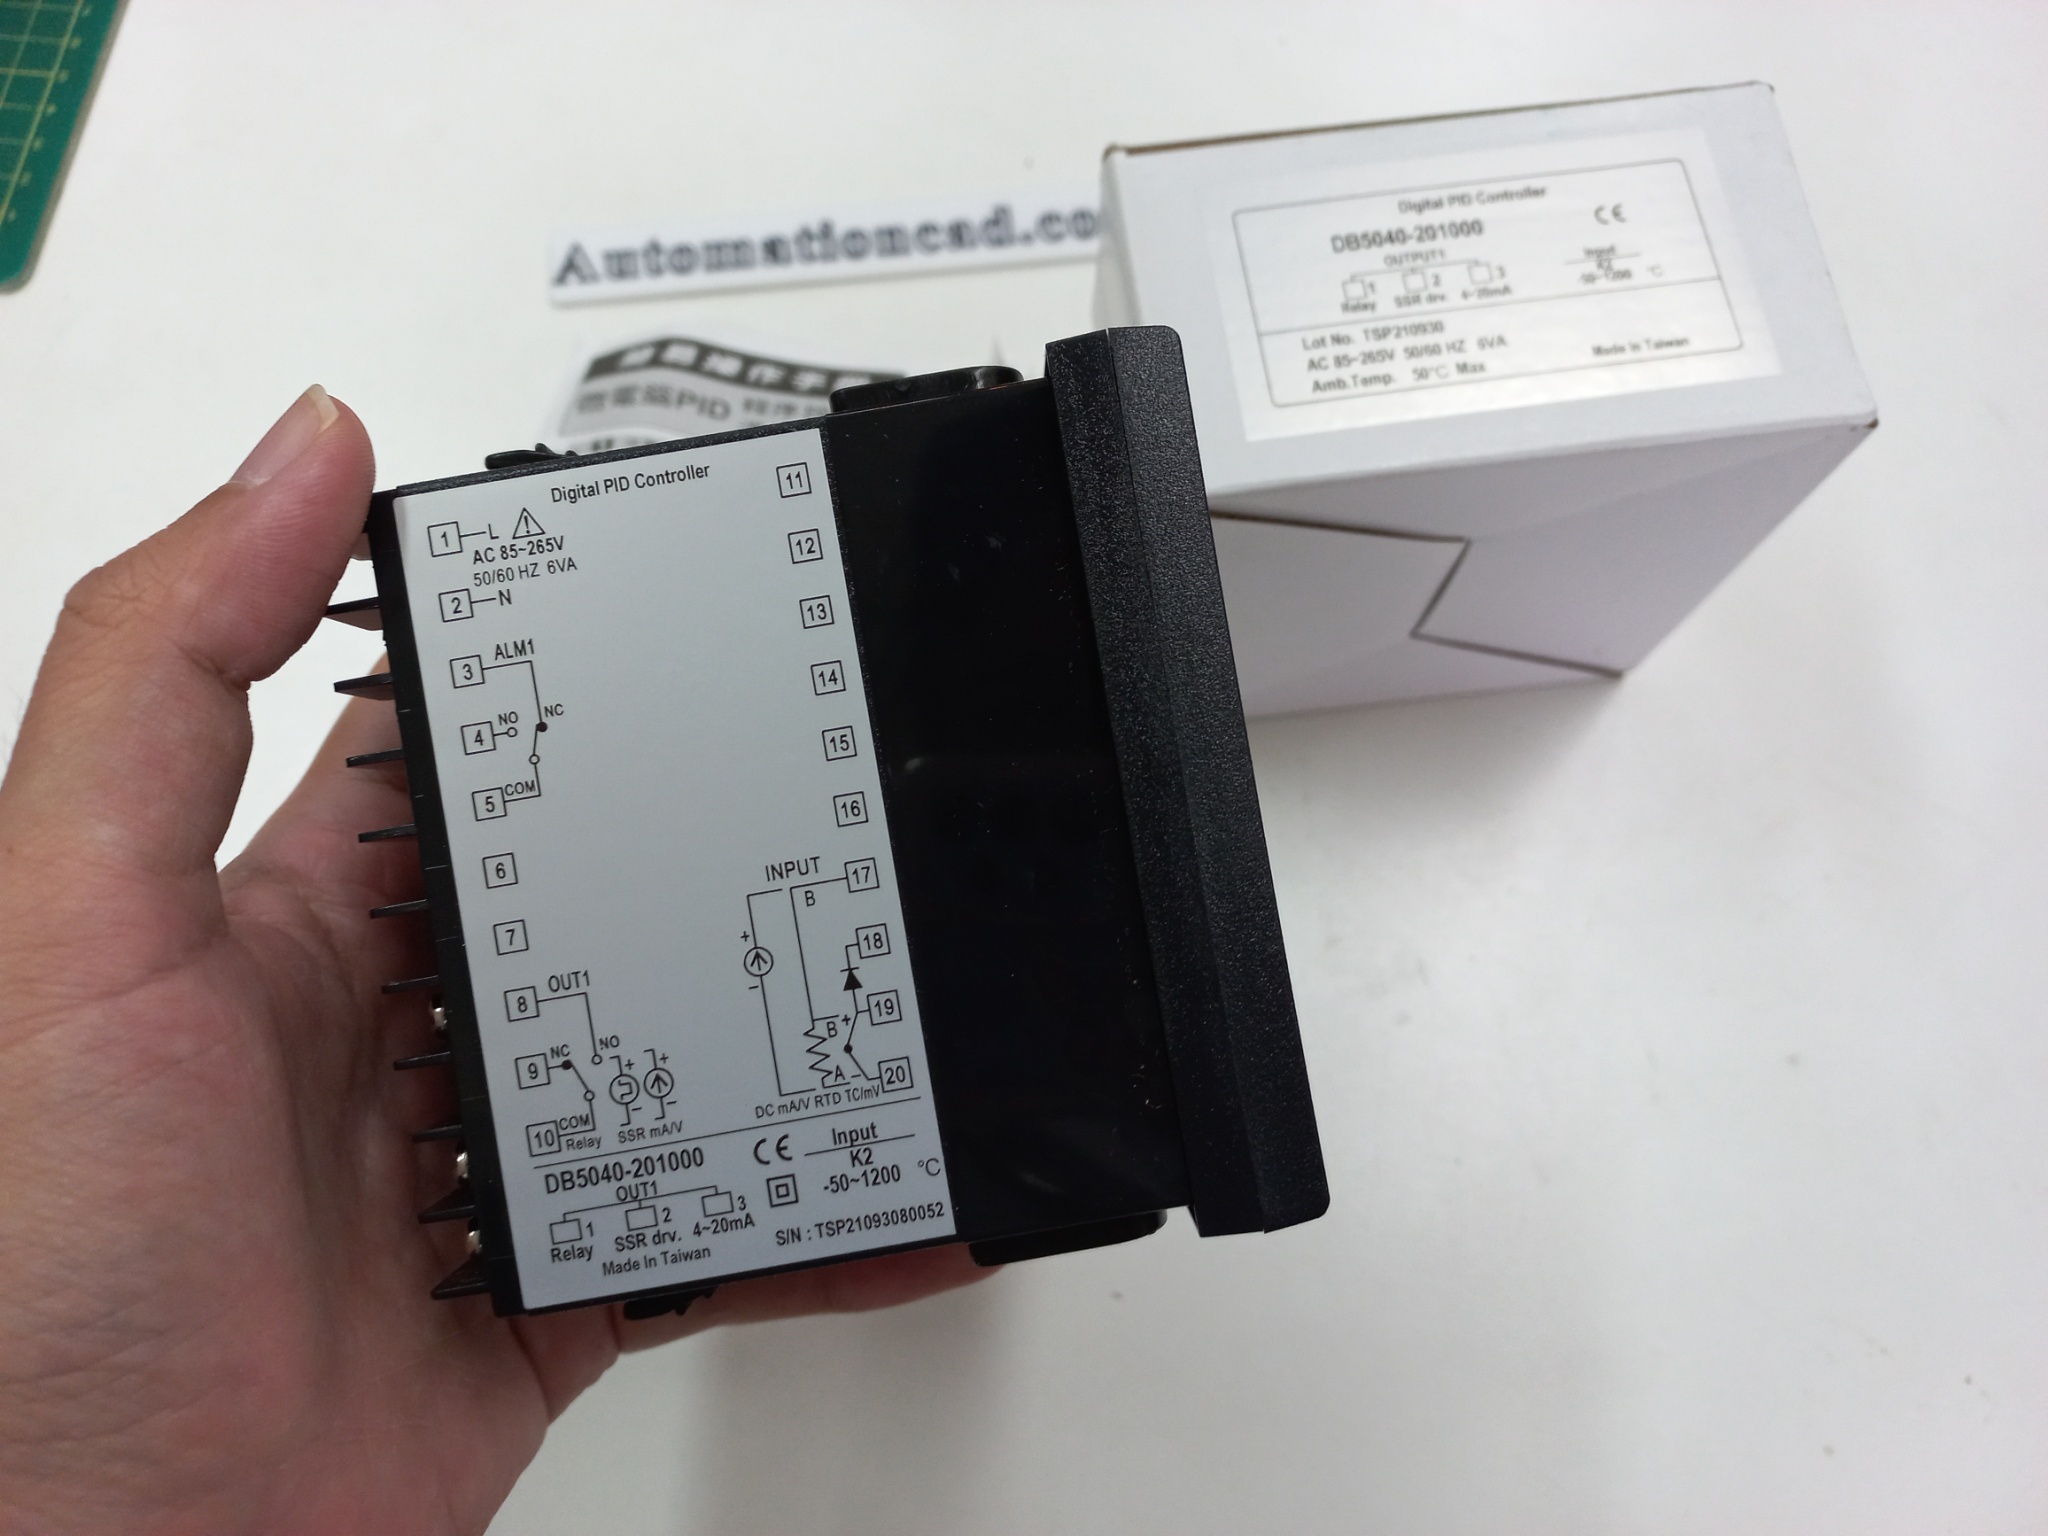 Automationcad.co
Digital PID Controller
DB5040-201000
CE
OUTPUT1
1 2 3
Relay SSR drv. 4~20mA
Input
K2
-50~1200 °C
Lot No. TSP210930
AC 85~265V 50/60 HZ 6VA
Amb.Temp. 50°C Max
Made in Taiwan
PID
Digital PID Controller
1 L
AC 85~265V
50/60 HZ 6VA
2 N
3 ALM1
4 NO NC
5 COM
6
7
8 OUT1
9 NC NO
+ +
10 COM
Relay SSR mA/V
- -
11
12
13
14
15
16
INPUT 17
B
+
18
-
19
B +
A - 20
DC mA/V RTD TC/mV
DB5040-201000
OUT1
1 2 3
Relay SSR drv. 4~20mA
Made In Taiwan
CE
Input
K2
-50~1200 °C
S/N : TSP21093080052